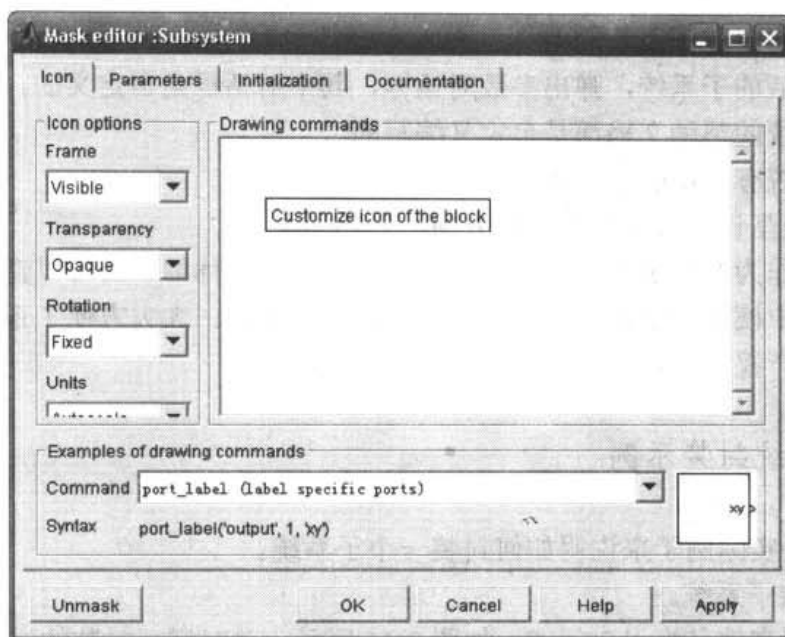 Mask editor :Subsystem
Icon Parameters Initialization Documentation
Icon options
Frame
Visible
Transparency
Opaque
Rotation
Fixed
Units
Autoscale
Drawing commands
Customize icon of the block
Examples of drawing commands
Command port_label (label specific ports)
Syntax port_label('output', 1, 'xy')
xy>
Unmask OK Cancel Help Apply